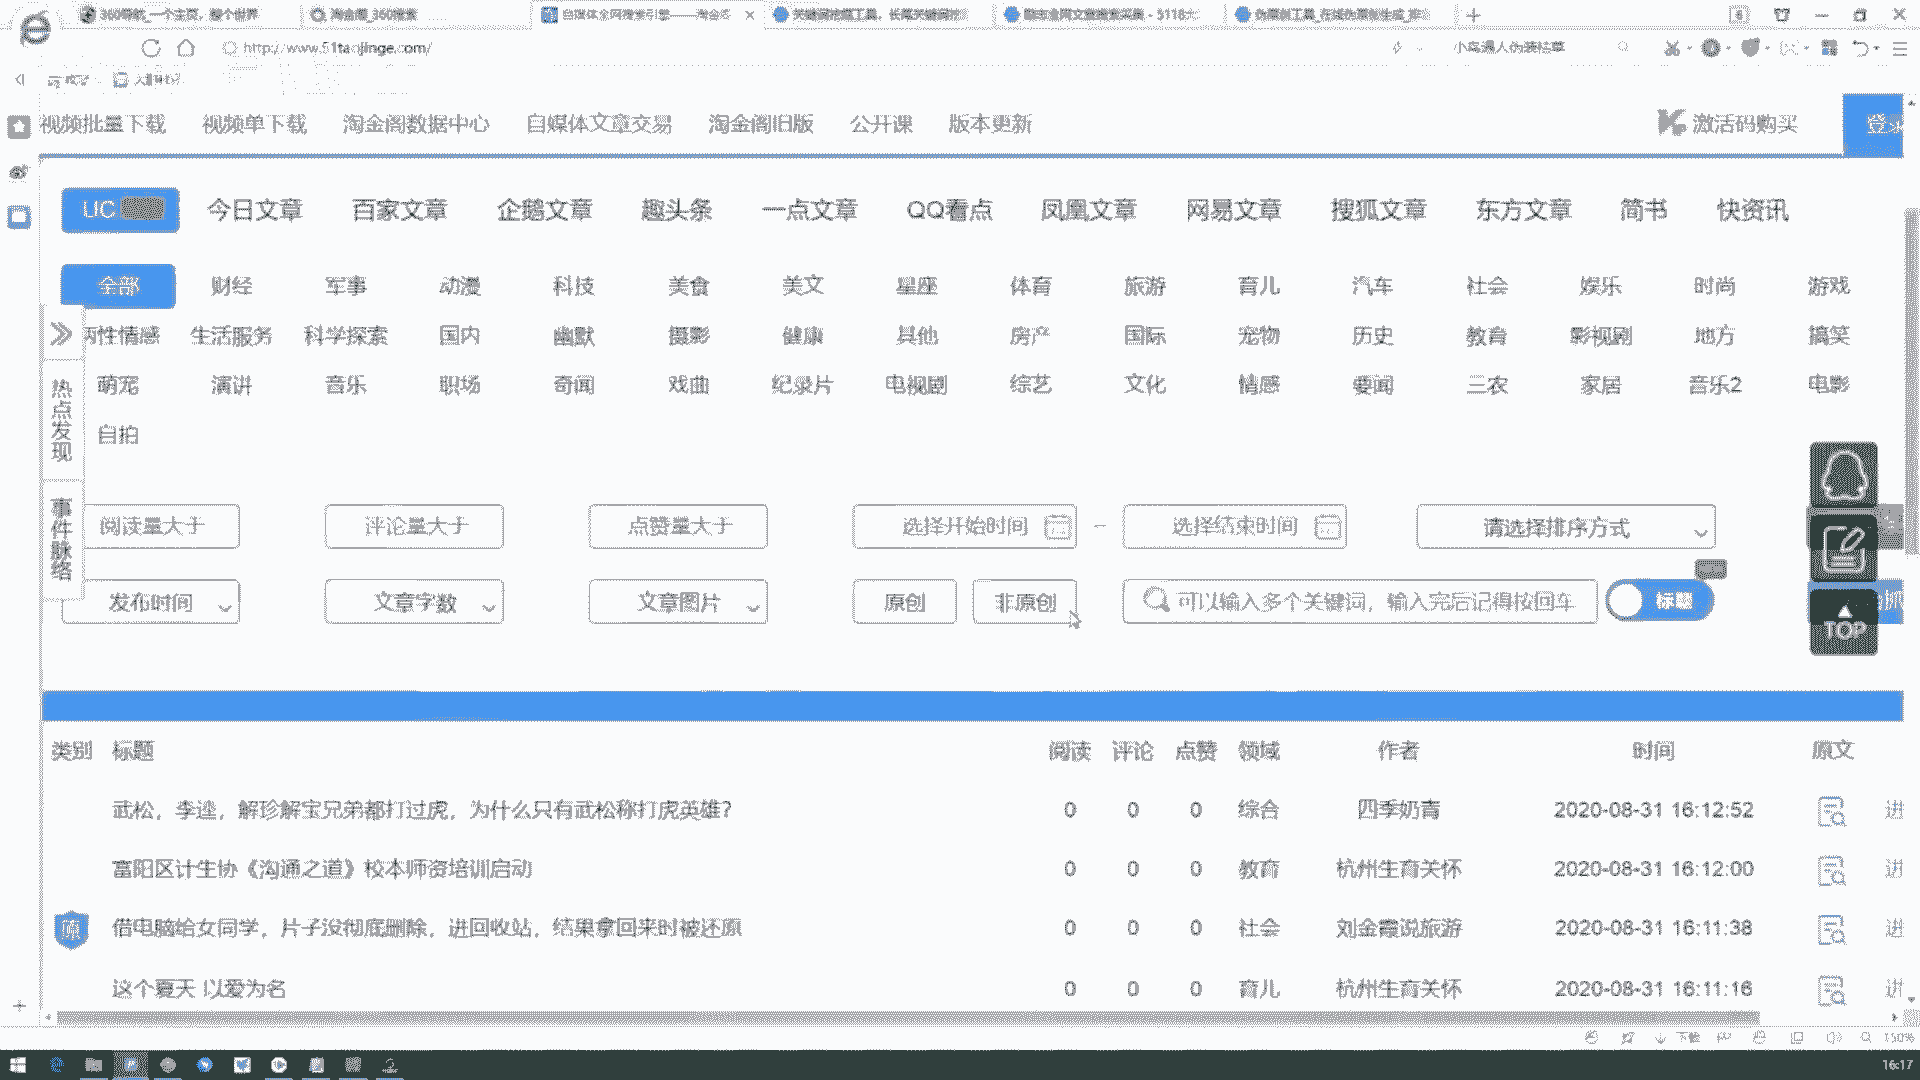 360导航_一个主页，整个世界
淘金阁_360搜索
自媒体全网搜索引擎——淘金阁
http://www.51taojinge.com/
视频批量下载 视频单下载 淘金阁数据中心 自媒体文章交易 淘金阁旧版 公开课 版本更新 激活码购买 登录
UC 今日文章 百家文章 企鹅文章 趣头条 一点文章 QQ看点 凤凰文章 网易文章 搜狐文章 东方文章 简书 快资讯
全部 财经 军事 动漫 科技 美食 美文 星座 体育 旅游 育儿 汽车 社会 娱乐 时尚 游戏
两性情感 生活服务 科学探索 国内 幽默 摄影 健康 其他 房产 国际 宠物 历史 教育 影视剧 地方 搞笑
萌宠 演讲 音乐 职场 奇闻 戏曲 纪录片 电视剧 综艺 文化 情感 要闻 三农 家居 音乐2 电影
自拍
热点发现
事件脉络
阅读量大于 评论量大于 点赞量大于 选择开始时间 - 选择结束时间 请选择排序方式
发布时间 文章字数 文章图片 原创 非原创 可以输入多个关键词，输入完后记得按回车 标题
TOP
类别 标题 阅读 评论 点赞 领域 作者 时间 原文
武松，李逵，解珍解宝兄弟都打过虎，为什么只有武松称打虎英雄？ 0 0 0 综合 四季奶青 2020-08-31 16:12:52 进
富阳区计生协《沟通之道》校本师资培训启动 0 0 0 教育 杭州生育关怀 2020-08-31 16:12:00 进
原 借电脑给女同学，片子没彻底删除，进回收站，结果拿回来时被还原 0 0 0 社会 刘金霞说旅游 2020-08-31 16:11:38 进
这个夏天 以爱为名 0 0 0 育儿 杭州生育关怀 2020-08-31 16:11:16 进
下载 150%
16:17